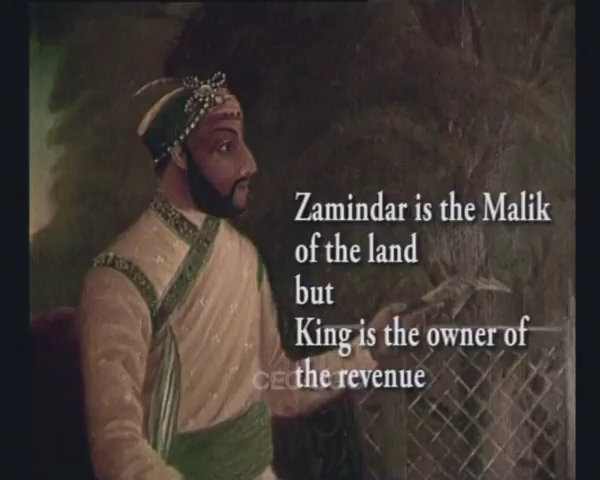 Zamindar is the Malik
of the land
but
King is the owner of
the revenue